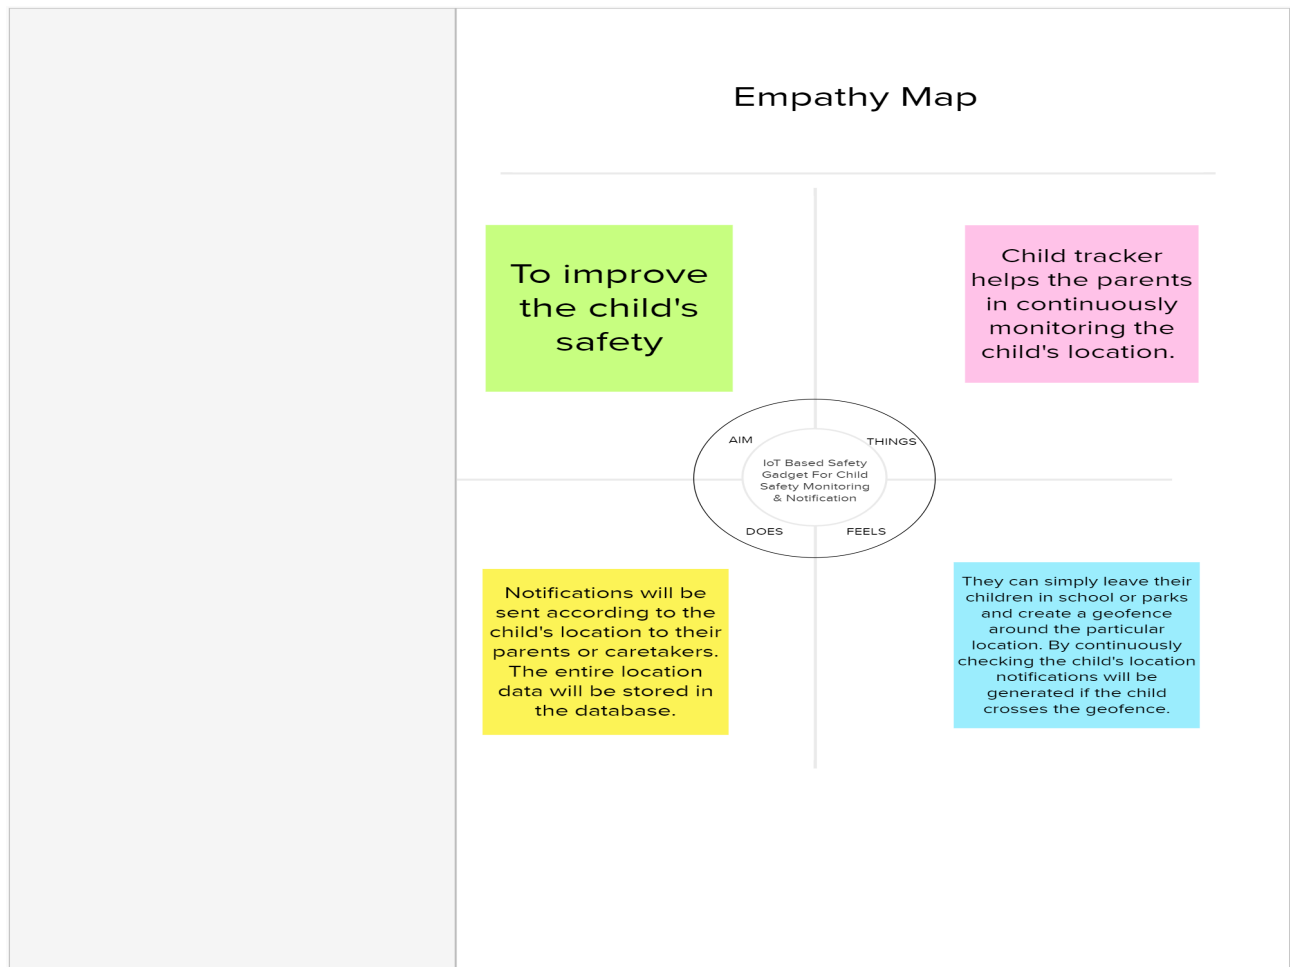 Empathy Map
To improve
the child's
safety
Child tracker
helps the parents
in continuously
monitoring the
child's location.
AIM
THINGS
IoT Based Safety
Gadget For Child
Safety Monitoring
& Notification
DOES
FEELS
Notifications will be
sent according to the
child's location to their
parents or caretakers.
The entire location
data will be stored in
the database.
They can simply leave their
children in school or parks
and create a geofence
around the particular
location. By continuously
checking the child's location
notifications will be
generated if the child
crosses the geofence.